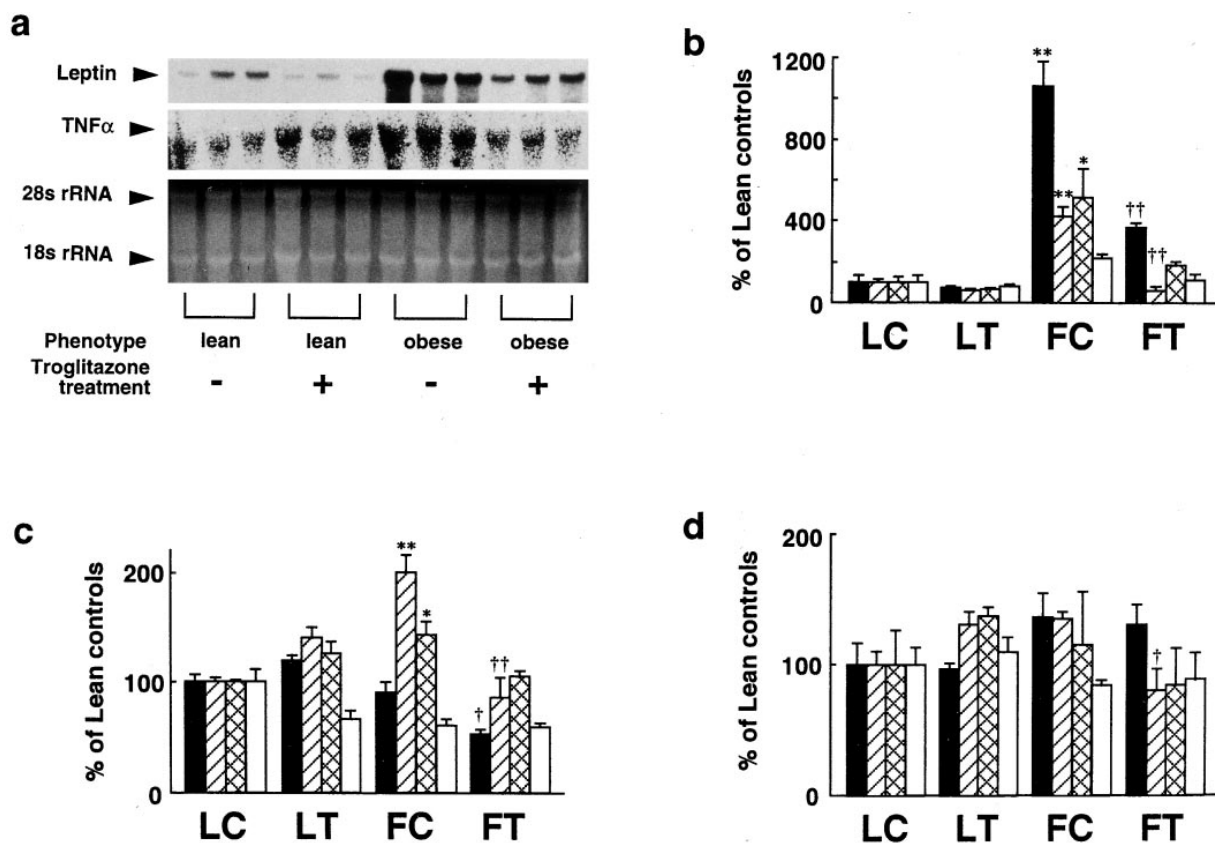 a
Leptin
TNFα
28s rRNA
18s rRNA
Phenotype lean lean obese obese
Troglitazone
treatment - + - +
b
% of Lean controls
1200
800
400
0
**
**
*
††
††
LC LT FC FT
c
% of Lean controls
200
100
0
**
*
†
††
LC LT FC FT
d
% of Lean controls
200
100
0
†
LC LT FC FT